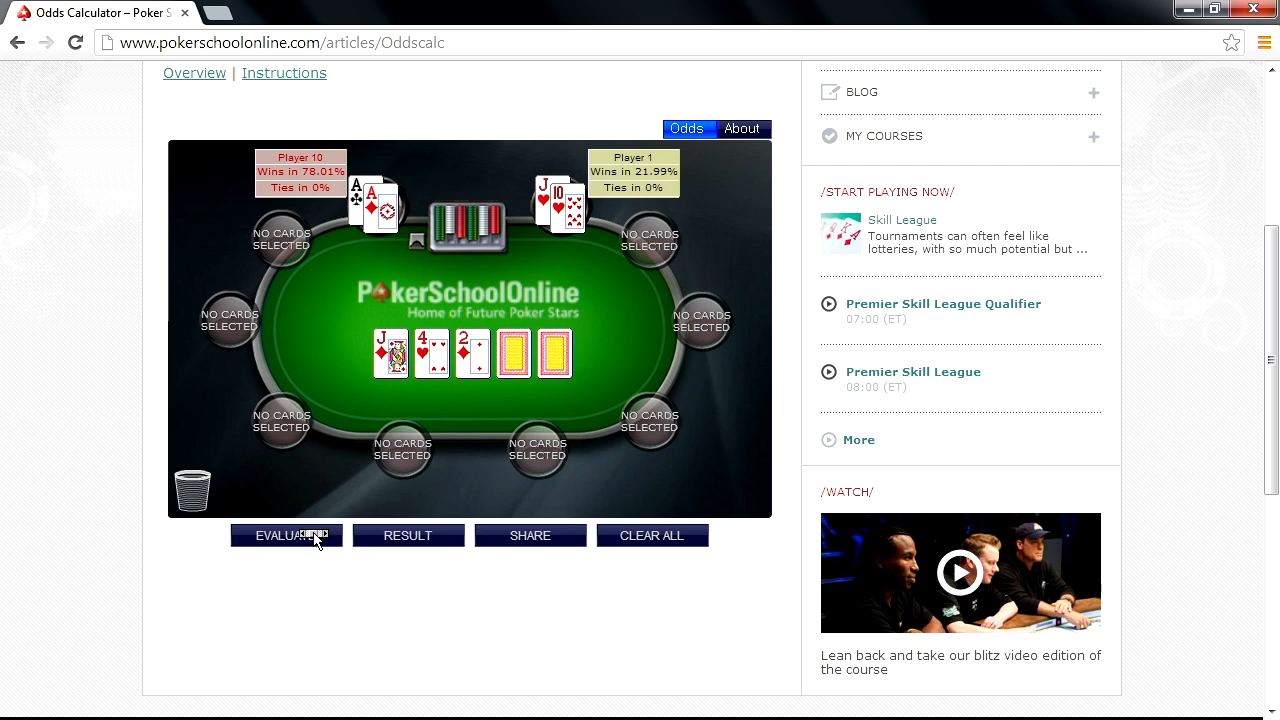 Odds Calculator – Poker S
www.pokerschoolonline.com/articles/Oddscalc
Overview | Instructions
Odds
About
Player 10
Wins in 78.01%
Ties in 0%
A
A
J
10
Player 1
Wins in 21.99%
Ties in 0%
NO CARDS
SELECTED
NO CARDS
SELECTED
NO CARDS
SELECTED
NO CARDS
SELECTED
PokerSchoolOnline
Home of Future Poker Stars
J
4
2
NO CARDS
SELECTED
NO CARDS
SELECTED
NO CARDS
SELECTED
NO CARDS
SELECTED
EVALUA
RESULT
SHARE
CLEAR ALL
BLOG
MY COURSES
/START PLAYING NOW/
Skill League
Tournaments can often feel like
lotteries, with so much potential but ...
Premier Skill League Qualifier
07:00 (ET)
Premier Skill League
08:00 (ET)
More
/WATCH/
Lean back and take our blitz video edition of
the course